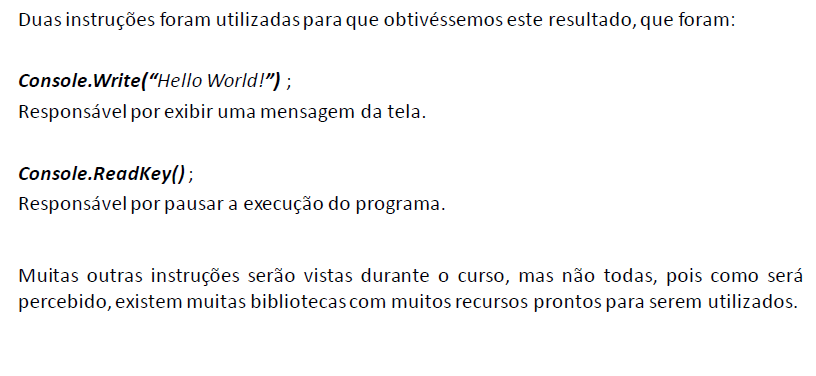 Duas instruções foram utilizadas para que obtivéssemos este resultado, que foram:
Console.Write(“Hello World!”) ;
Responsável por exibir uma mensagem da tela.
Console.ReadKey() ;
Responsável por pausar a execução do programa.
Muitas outras instruções serão vistas durante o curso, mas não todas, pois como será
percebido, existem muitas bibliotecas com muitos recursos prontos para serem utilizados.